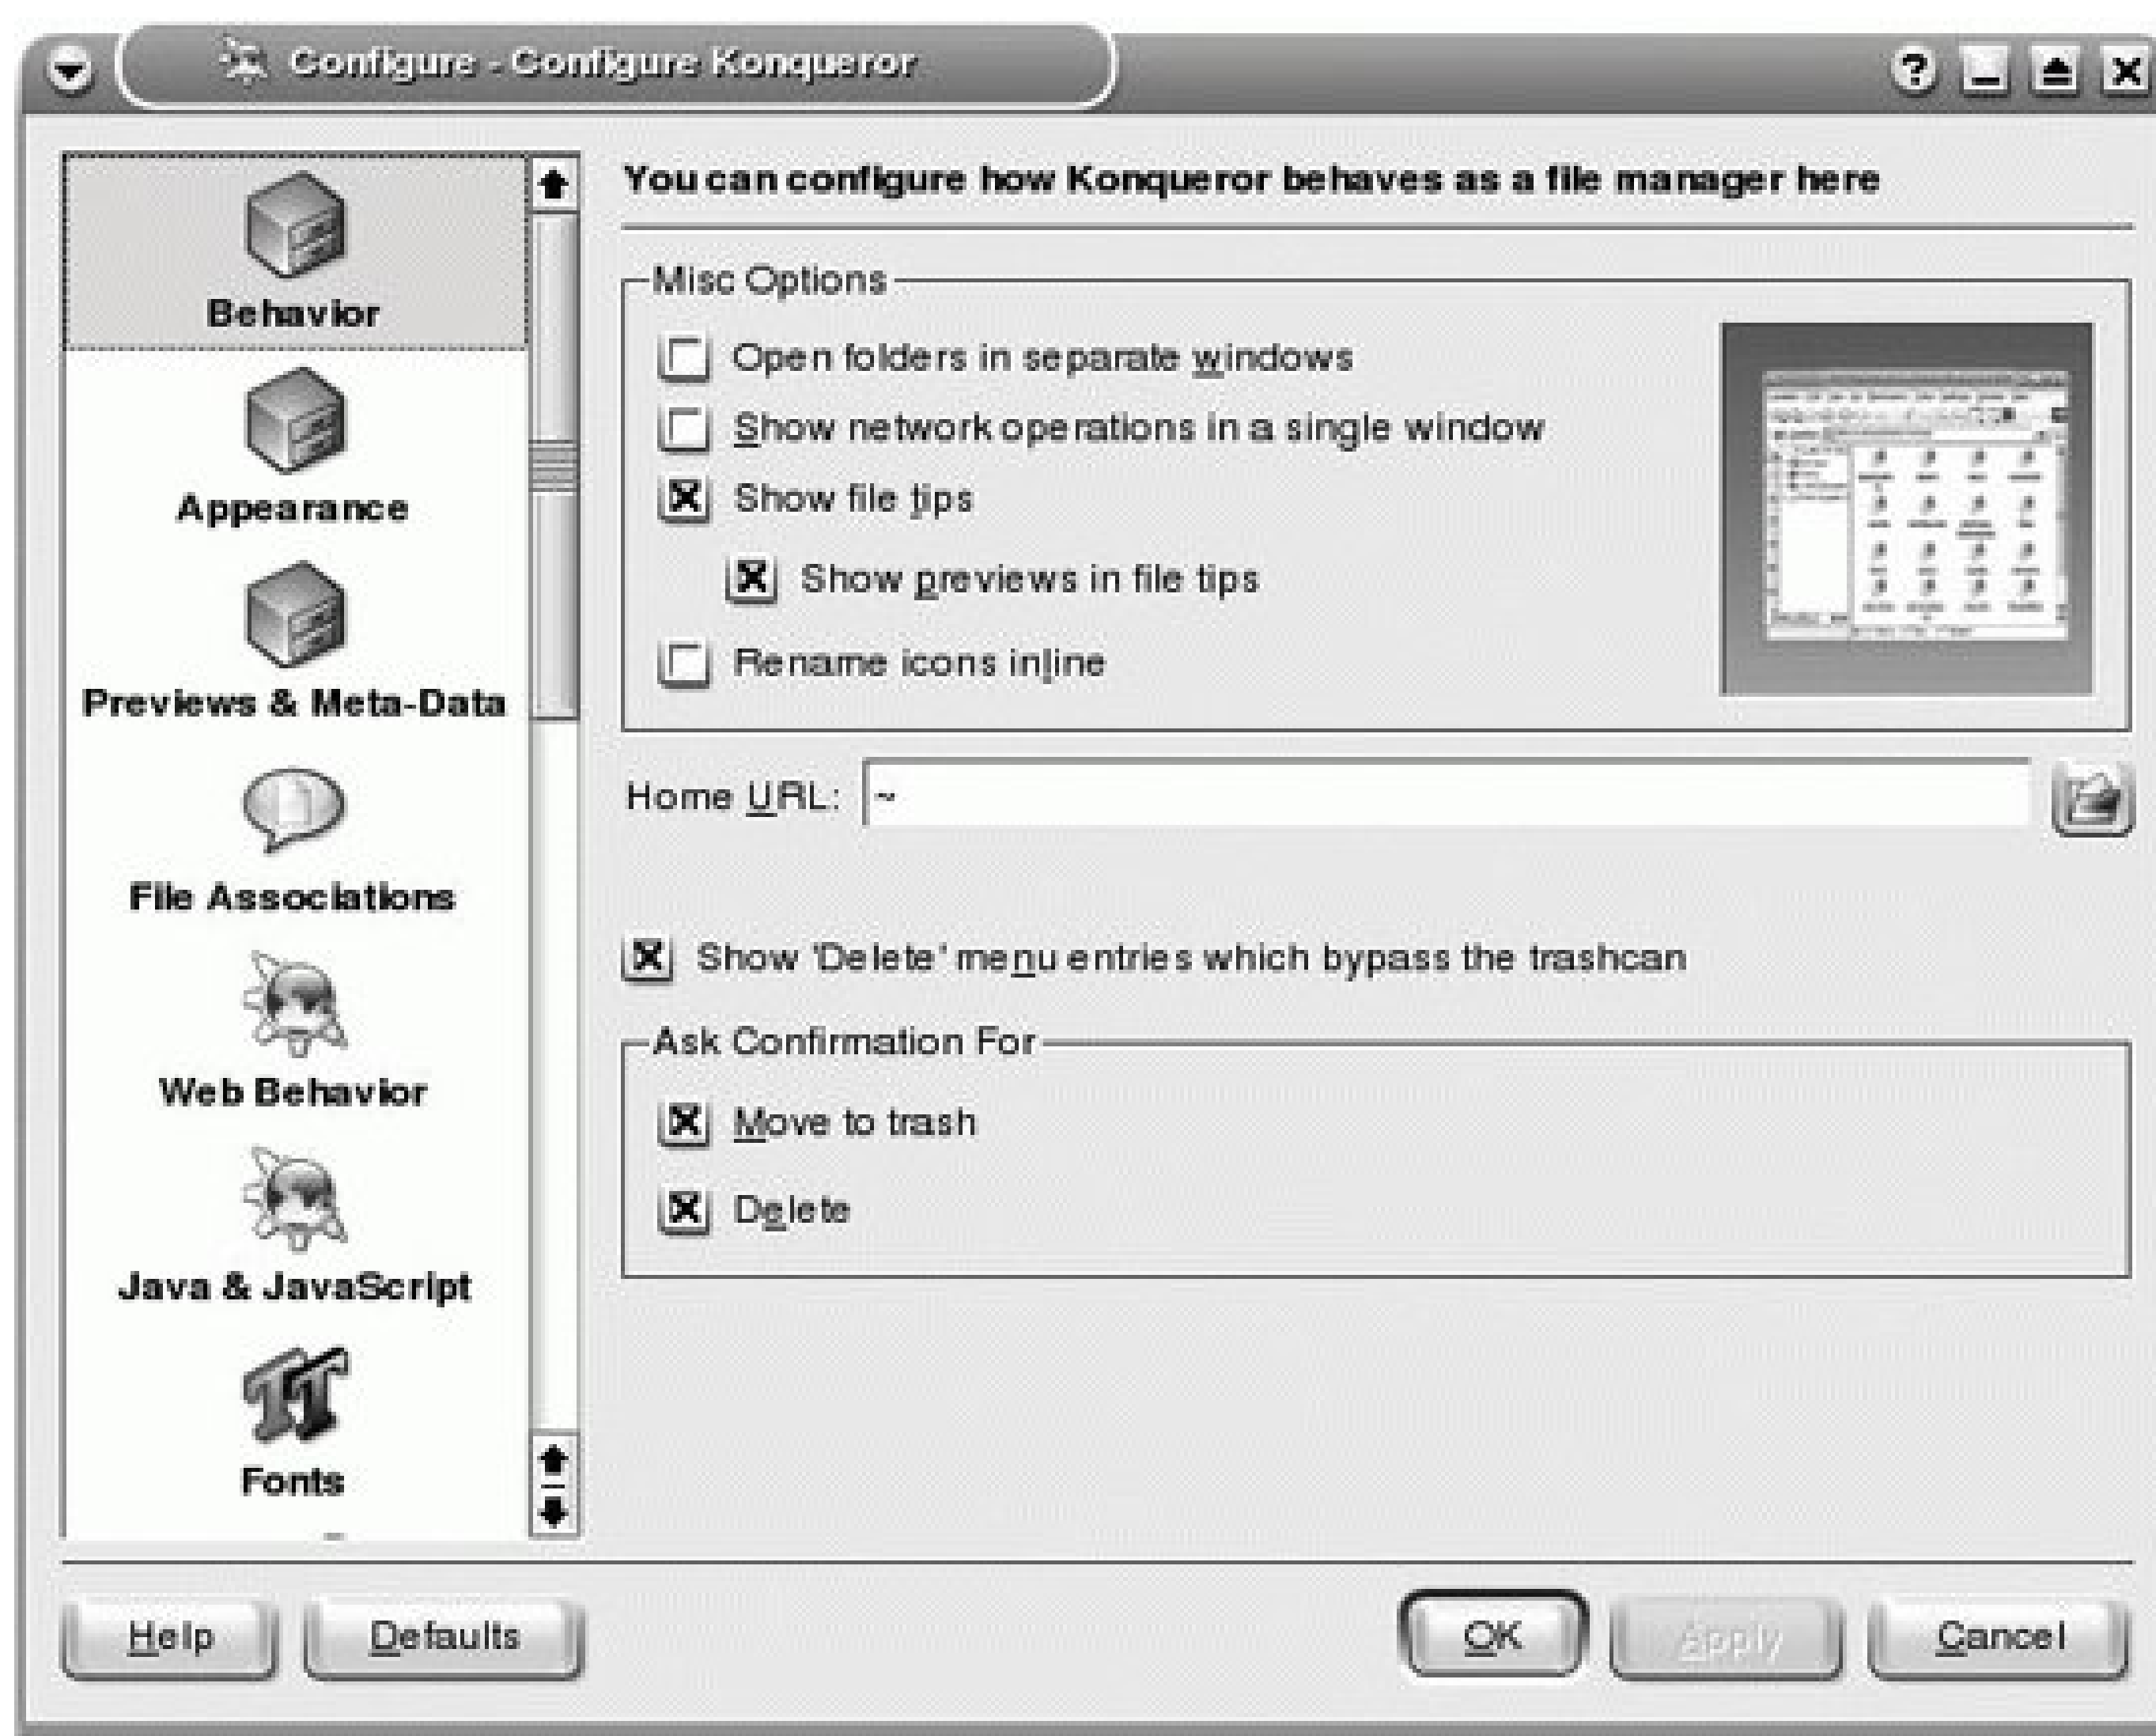 Configure - Configure Konqueror
Behavior
Appearance
Previews & Meta-Data
File Associations
Web Behavior
Java & JavaScript
Fonts
You can configure how Konqueror behaves as a file manager here
Misc Options
Open folders in separate windows
Show network operations in a single window
Show file tips
Show previews in file tips
Rename icons inline
Home URL: ~
Show 'Delete' menu entries which bypass the trashcan
Ask Confirmation For
Move to trash
Delete
Help Defaults OK Apply Cancel